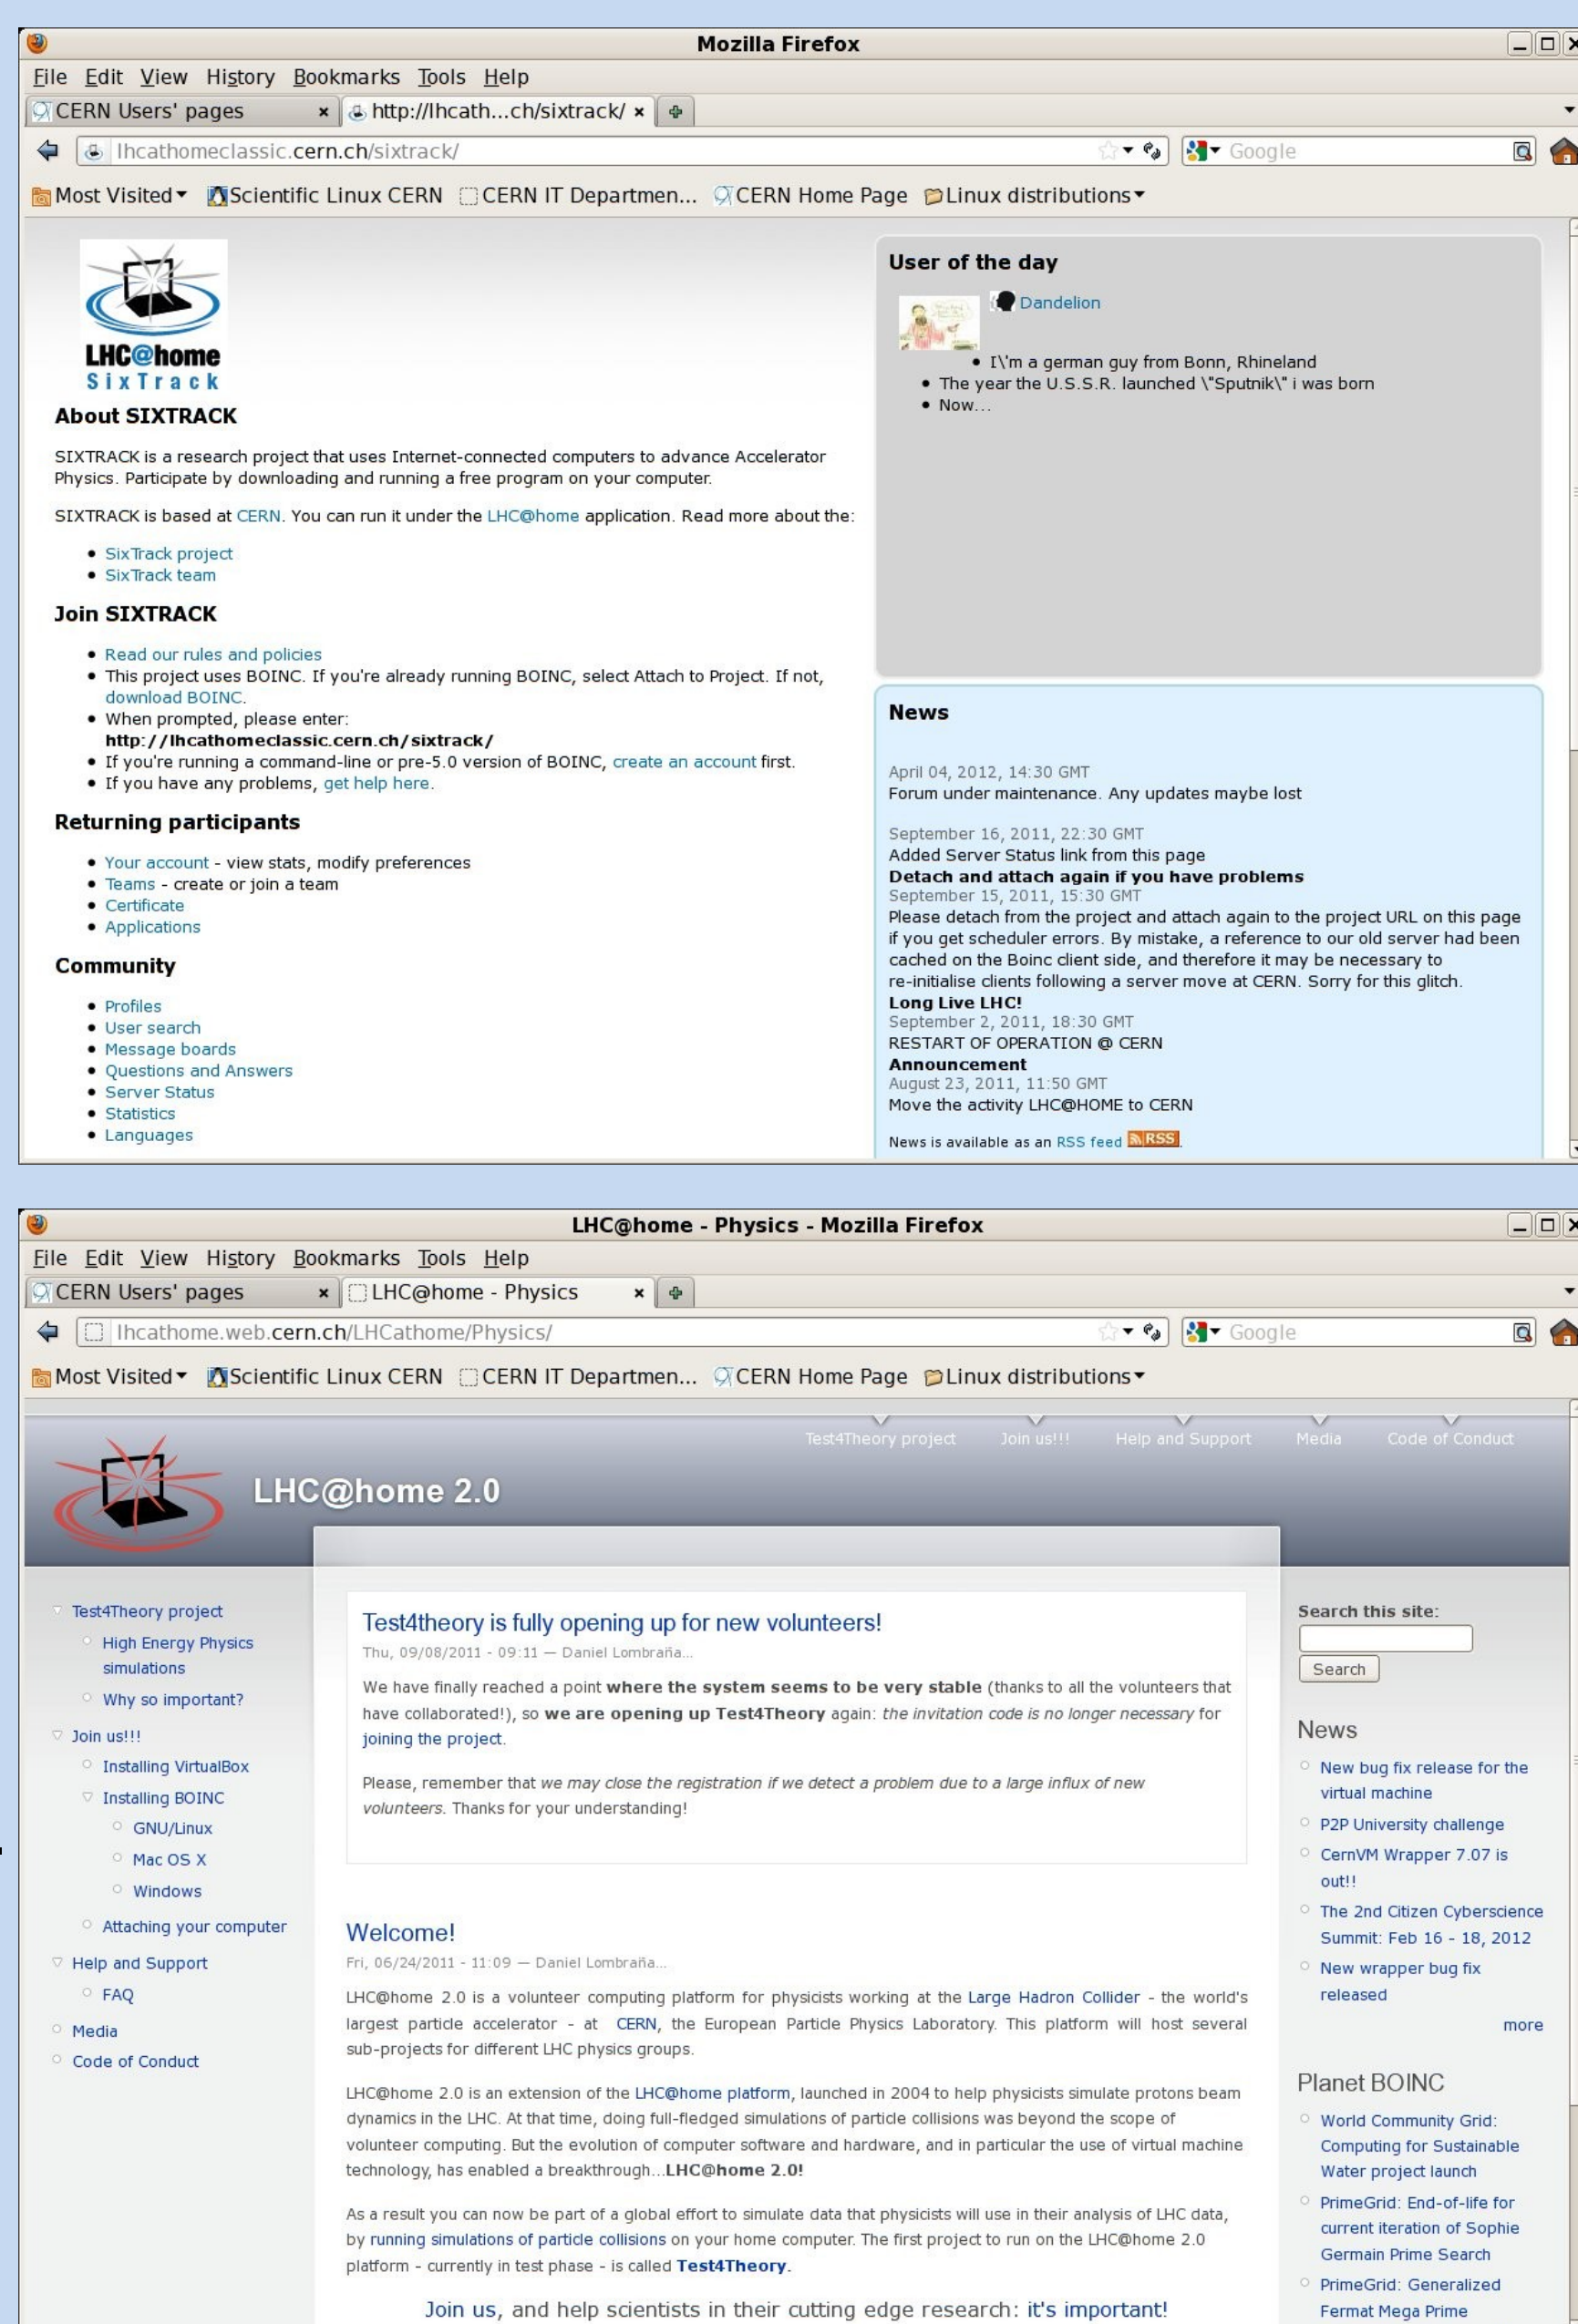 Mozilla Firefox
File Edit View History Bookmarks Tools Help
CERN Users' pages
http://lhcath...ch/sixtrack/
lhcathomeclassic.cern.ch/sixtrack/
Google
Most Visited
Scientific Linux CERN
CERN IT Departmen...
CERN Home Page
Linux distributions
LHC@home
SixTrack
About SIXTRACK
SIXTRACK is a research project that uses Internet-connected computers to advance Accelerator
Physics. Participate by downloading and running a free program on your computer.
SIXTRACK is based at CERN. You can run it under the LHC@home application. Read more about the:
SixTrack project
SixTrack team
Join SIXTRACK
Read our rules and policies
This project uses BOINC. If you're already running BOINC, select Attach to Project. If not,
download BOINC.
When prompted, please enter:
http://lhcathomeclassic.cern.ch/sixtrack/
If you're running a command-line or pre-5.0 version of BOINC, create an account first.
If you have any problems, get help here.
Returning participants
Your account - view stats, modify preferences
Teams - create or join a team
Certificate
Applications
Community
Profiles
User search
Message boards
Questions and Answers
Server Status
Statistics
Languages
User of the day
Dandelion
I\'m a german guy from Bonn, Rhineland
The year the U.S.S.R. launched \"Sputnik\" i was born
Now...
News
April 04, 2012, 14:30 GMT
Forum under maintenance. Any updates maybe lost
September 16, 2011, 22:30 GMT
Added Server Status link from this page
Detach and attach again if you have problems
September 15, 2011, 15:30 GMT
Please detach from the project and attach again to the project URL on this page
if you get scheduler errors. By mistake, a reference to our old server had been
cached on the Boinc client side, and therefore it may be necessary to
re-initialise clients following a server move at CERN. Sorry for this glitch.
Long Live LHC!
September 2, 2011, 18:30 GMT
RESTART OF OPERATION @ CERN
Announcement
August 23, 2011, 11:50 GMT
Move the activity LHC@HOME to CERN
News is available as an RSS feed RSS.
LHC@home - Physics - Mozilla Firefox
File Edit View History Bookmarks Tools Help
CERN Users' pages
LHC@home - Physics
lhcathome.web.cern.ch/LHCathome/Physics/
Google
Most Visited
Scientific Linux CERN
CERN IT Departmen...
CERN Home Page
Linux distributions
Test4Theory project
Join us!!!
Help and Support
Media
Code of Conduct
LHC@home 2.0
Test4Theory project
High Energy Physics
simulations
Why so important?
Join us!!!
Installing VirtualBox
Installing BOINC
GNU/Linux
Mac OS X
Windows
Attaching your computer
Help and Support
FAQ
Media
Code of Conduct
Test4theory is fully opening up for new volunteers!
Thu, 09/08/2011 - 09:11 — Daniel Lombraña...
We have finally reached a point where the system seems to be very stable (thanks to all the volunteers that
have collaborated!), so we are opening up Test4Theory again: the invitation code is no longer necessary for
joining the project.
Please, remember that we may close the registration if we detect a problem due to a large influx of new
volunteers. Thanks for your understanding!
Welcome!
Fri, 06/24/2011 - 11:09 — Daniel Lombraña...
LHC@home 2.0 is a volunteer computing platform for physicists working at the Large Hadron Collider - the world's
largest particle accelerator - at CERN, the European Particle Physics Laboratory. This platform will host several
sub-projects for different LHC physics groups.
LHC@home 2.0 is an extension of the LHC@home platform, launched in 2004 to help physicists simulate protons beam
dynamics in the LHC. At that time, doing full-fledged simulations of particle collisions was beyond the scope of
volunteer computing. But the evolution of computer software and hardware, and in particular the use of virtual machine
technology, has enabled a breakthrough...LHC@home 2.0!
As a result you can now be part of a global effort to simulate data that physicists will use in their analysis of LHC data,
by running simulations of particle collisions on your home computer. The first project to run on the LHC@home 2.0
platform - currently in test phase - is called Test4Theory.
Join us, and help scientists in their cutting edge research: it's important!
Search this site:
Search
News
New bug fix release for the
virtual machine
P2P University challenge
CernVM Wrapper 7.07 is
out!!
The 2nd Citizen Cyberscience
Summit: Feb 16 - 18, 2012
New wrapper bug fix
released
more
Planet BOINC
World Community Grid:
Computing for Sustainable
Water project launch
PrimeGrid: End-of-life for
current iteration of Sophie
Germain Prime Search
PrimeGrid: Generalized
Fermat Mega Prime